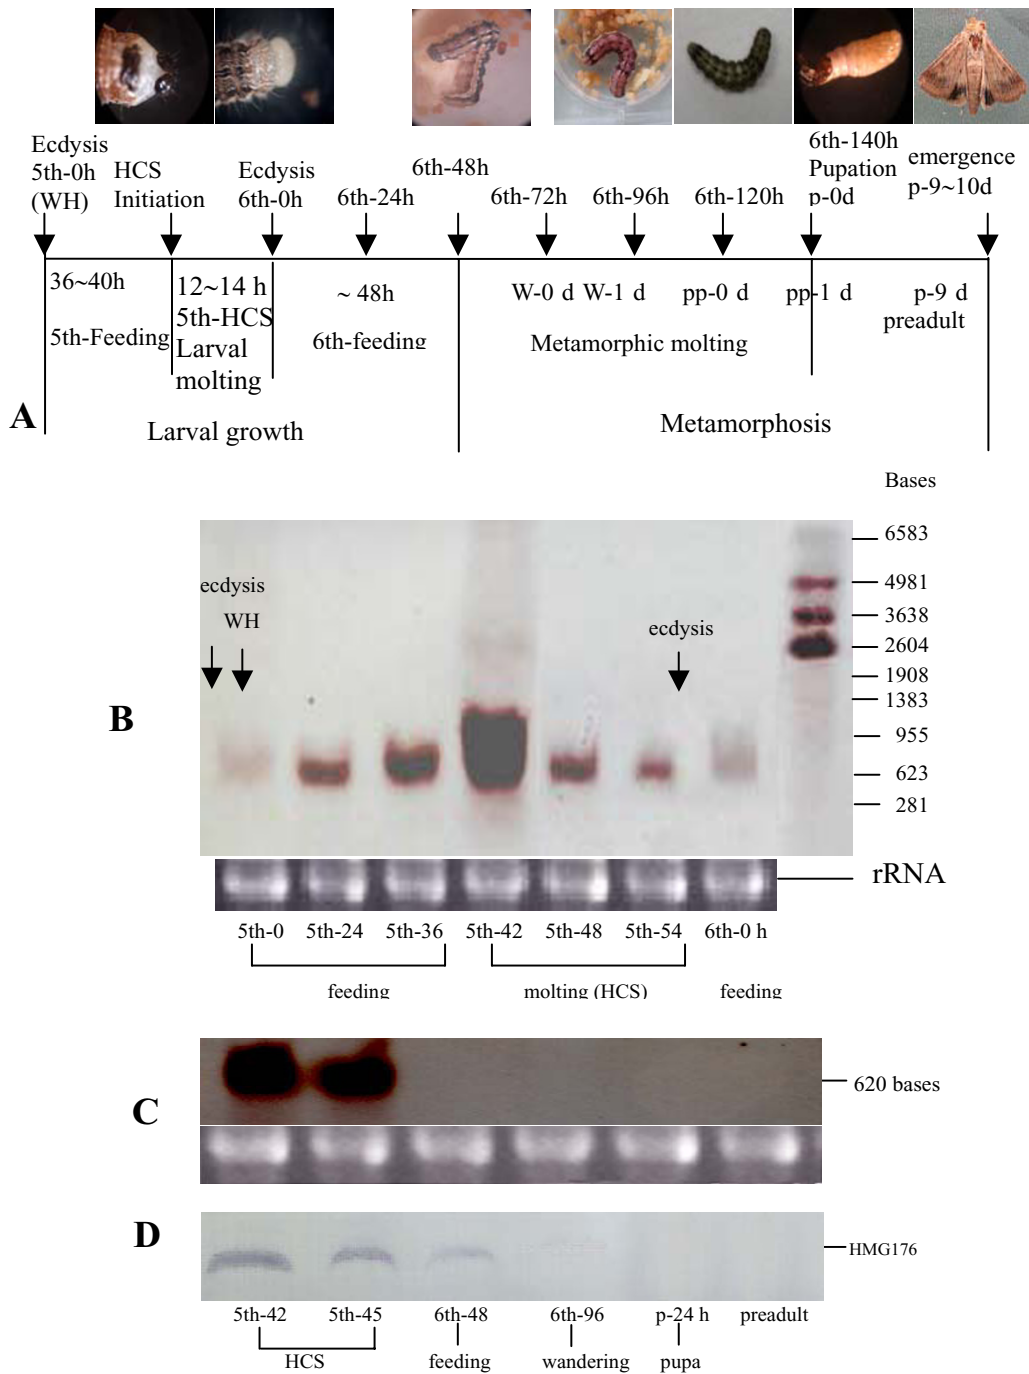 Ecdysis
5th-0h
(WH)
HCS
Initiation
Ecdysis
6th-0h
6th-24h
6th-48h
6th-72h
6th-96h
6th-120h
6th-140h
Pupation
p-0d
emergence
p-9~10d
36~40h
5th-Feeding
12~14 h
5th-HCS
Larval
molting
~ 48h
6th-feeding
W-0 d
W-1 d
pp-0 d
pp-1 d
p-9 d
preadult
Metamorphic molting
A
Larval growth
Metamorphosis
Bases
6583
4981
3638
2604
1908
1383
955
623
281
ecdysis
WH
ecdysis
B
rRNA
5th-0 5th-24 5th-36 5th-42 5th-48 5th-54 6th-0 h
feeding molting (HCS) feeding
C
620 bases
D
HMG176
5th-42 5th-45 6th-48 6th-96 p-24 h preadult
HCS feeding wandering pupa